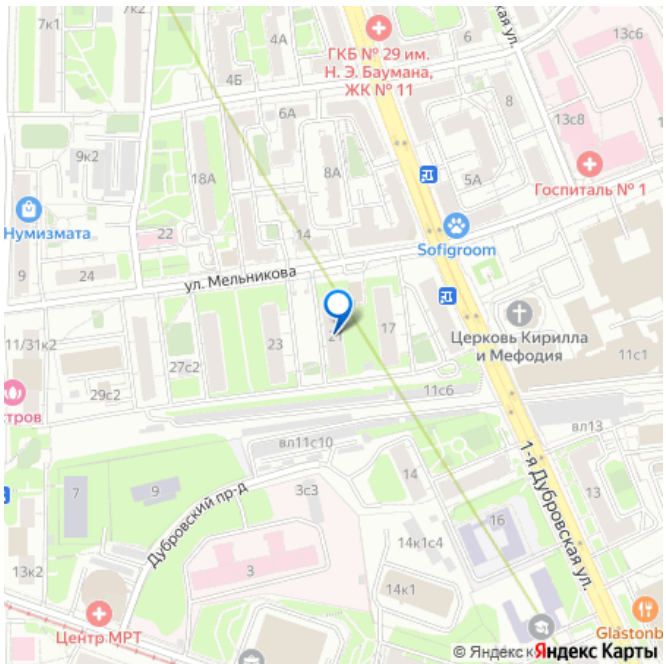 7к1
7к2
4А
6
ская ул.
13с6
ГКБ № 29 им.
Н. Э. Баумана,
ЖК № 11
4Б
6А
8
13с8
9к2
18А
8А
5А
Госпиталь № 1
Нумизмата
22
14
Sofigroom
9
24
ул. Мельникова
11/31к2
27с2
23
21
17
Церковь Кирилла
и Мефодия
11с1
29с2
11с6
стров
вл11с10
вл13
1-я Дубровская ул.
7
9
3с3
14
13
Дубровский пр-д
16
13к2
3
14к1с4
14к1
Центр МРТ
Glastonb
© Яндекс к
Яндекс Карты